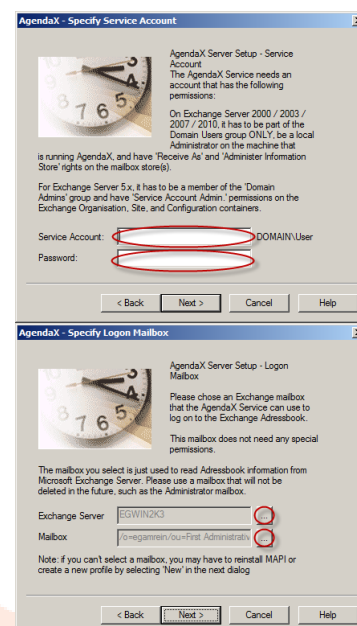 AgendaX - Specify Service Account
AgendaX Server Setup - Service
Account
The AgendaX Service needs an
account that has the following
permissions:
On Exchange Server 2000 / 2003 /
2007 / 2010, it has to be part of the
Domain Users group ONLY, be a local
Administrator on the machine that
is running AgendaX, and have 'Receive As' and 'Administer Information
Store' rights on the mailbox store(s).
For Exchange Server 5.x, it has to be a member of the 'Domain
Admins' group and have 'Service Account Admin.' permissions on the
Exchange Organisation, Site, and Configuration containers.
Service Account: DOMAIN\User
Password:
< Back Next > Cancel Help
AgendaX - Specify Logon Mailbox
AgendaX Server Setup - Logon
Mailbox
Please chose an Exchange mailbox
that the AgendaX Service can use to
log on to the Exchange Adressbook.
This mailbox does not need any special
permissions.
The mailbox you select is just used to read Adressbook information from
Microsoft Exchange Server. Please use a mailbox that will not be
deleted in the future, such as the Administrator mailbox.
Exchange Server EGWIN2K3 ...
Mailbox /o=egamrein/ou=First Administrativ ...
Note: if you can't select a mailbox, you may have to reinstall MAPI or
create a new profile by selecting 'New' in the next dialog
< Back Next > Cancel Help